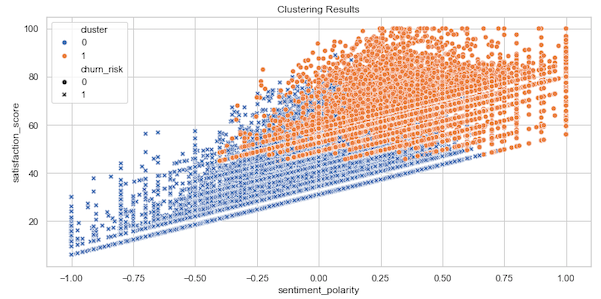 Clustering Results
cluster
0
1
churn_risk
0
1
satisfaction_score
100
80
60
40
20
−1.00 −0.75 −0.50 −0.25 0.00 0.25 0.50 0.75 1.00
sentiment_polarity